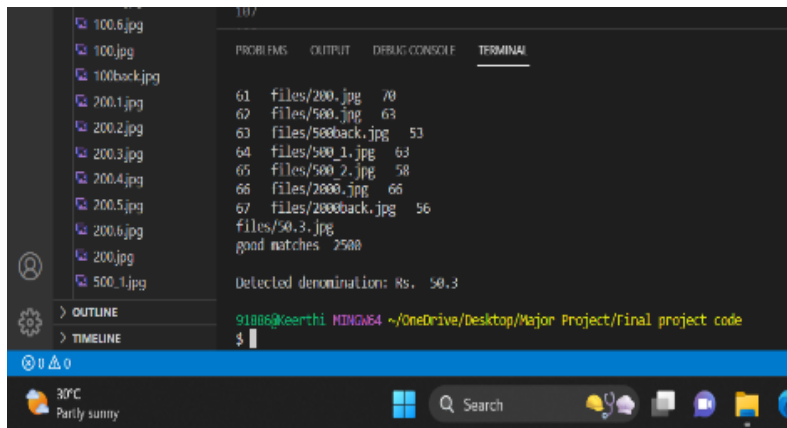 100.6.jpg
100.jpg
100back.jpg
200.1.jpg
200.2.jpg
200.3.jpg
200.4.jpg
200.5.jpg
200.6.jpg
200.jpg
500_1.jpg
OUTLINE
TIMELINE
107
PROBLEMS OUTPUT DEBUG CONSOLE TERMINAL
61 files/200.jpg 70
62 files/500.jpg 63
63 files/500back.jpg 53
64 files/500_1.jpg 63
65 files/500_2.jpg 58
66 files/2000.jpg 66
67 files/2000back.jpg 56
files/50.3.jpg
good matches 2500
Detected denomination: Rs. 50.3
@Keerthi MINGW64 ~/OneDrive/Desktop/Major Project/Final project code
$
0 0
30°C
Partly sunny
Search